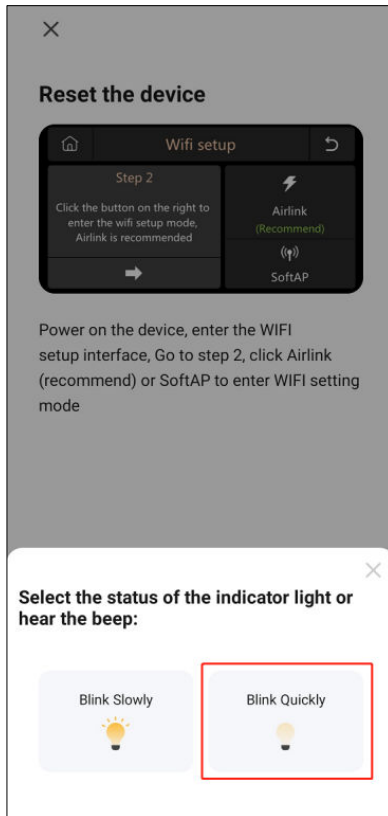 Reset the device
Wifi setup
Step 2
Click the button on the right to
enter the wifi setup mode,
Airlink is recommended
Airlink
(Recommend)
SoftAP
Power on the device, enter the WIFI
setup interface, Go to step 2, click Airlink
(recommend) or SoftAP to enter WIFI setting
mode
Select the status of the indicator light or
hear the beep:
Blink Slowly
Blink Quickly